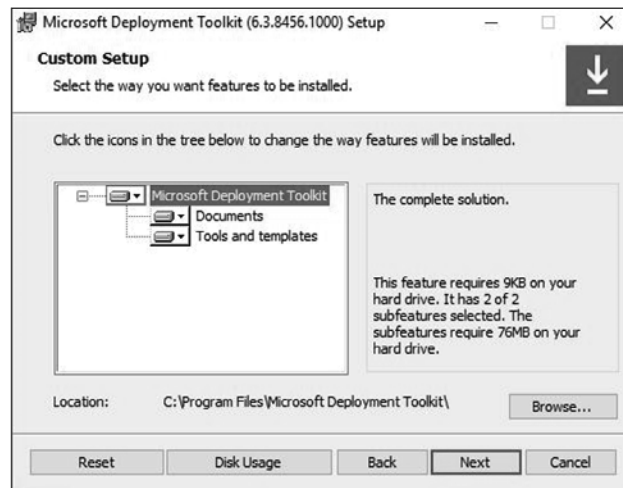 Microsoft Deployment Toolkit (6.3.8456.1000) Setup
Custom Setup
Select the way you want features to be installed.
Click the icons in the tree below to change the way features will be installed.
Microsoft Deployment Toolkit
Documents
Tools and templates
The complete solution.
This feature requires 9KB on your
hard drive. It has 2 of 2
subfeatures selected. The
subfeatures require 76MB on your
hard drive.
Location: C:\Program Files\Microsoft Deployment Toolkit\
Browse...
Reset Disk Usage Back Next Cancel